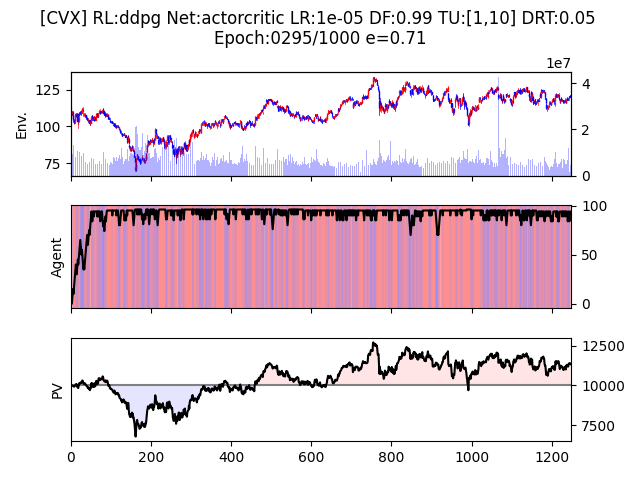 [CVX] RL:ddpg Net:actorcritic LR:1e-05 DF:0.99 TU:[1,10] DRT:0.05
Epoch:0295/1000 e=0.71
1e7
125
100
75
Env.
4
2
0
Agent
100
50
0
PV
12500
10000
7500
0 200 400 600 800 1000 1200